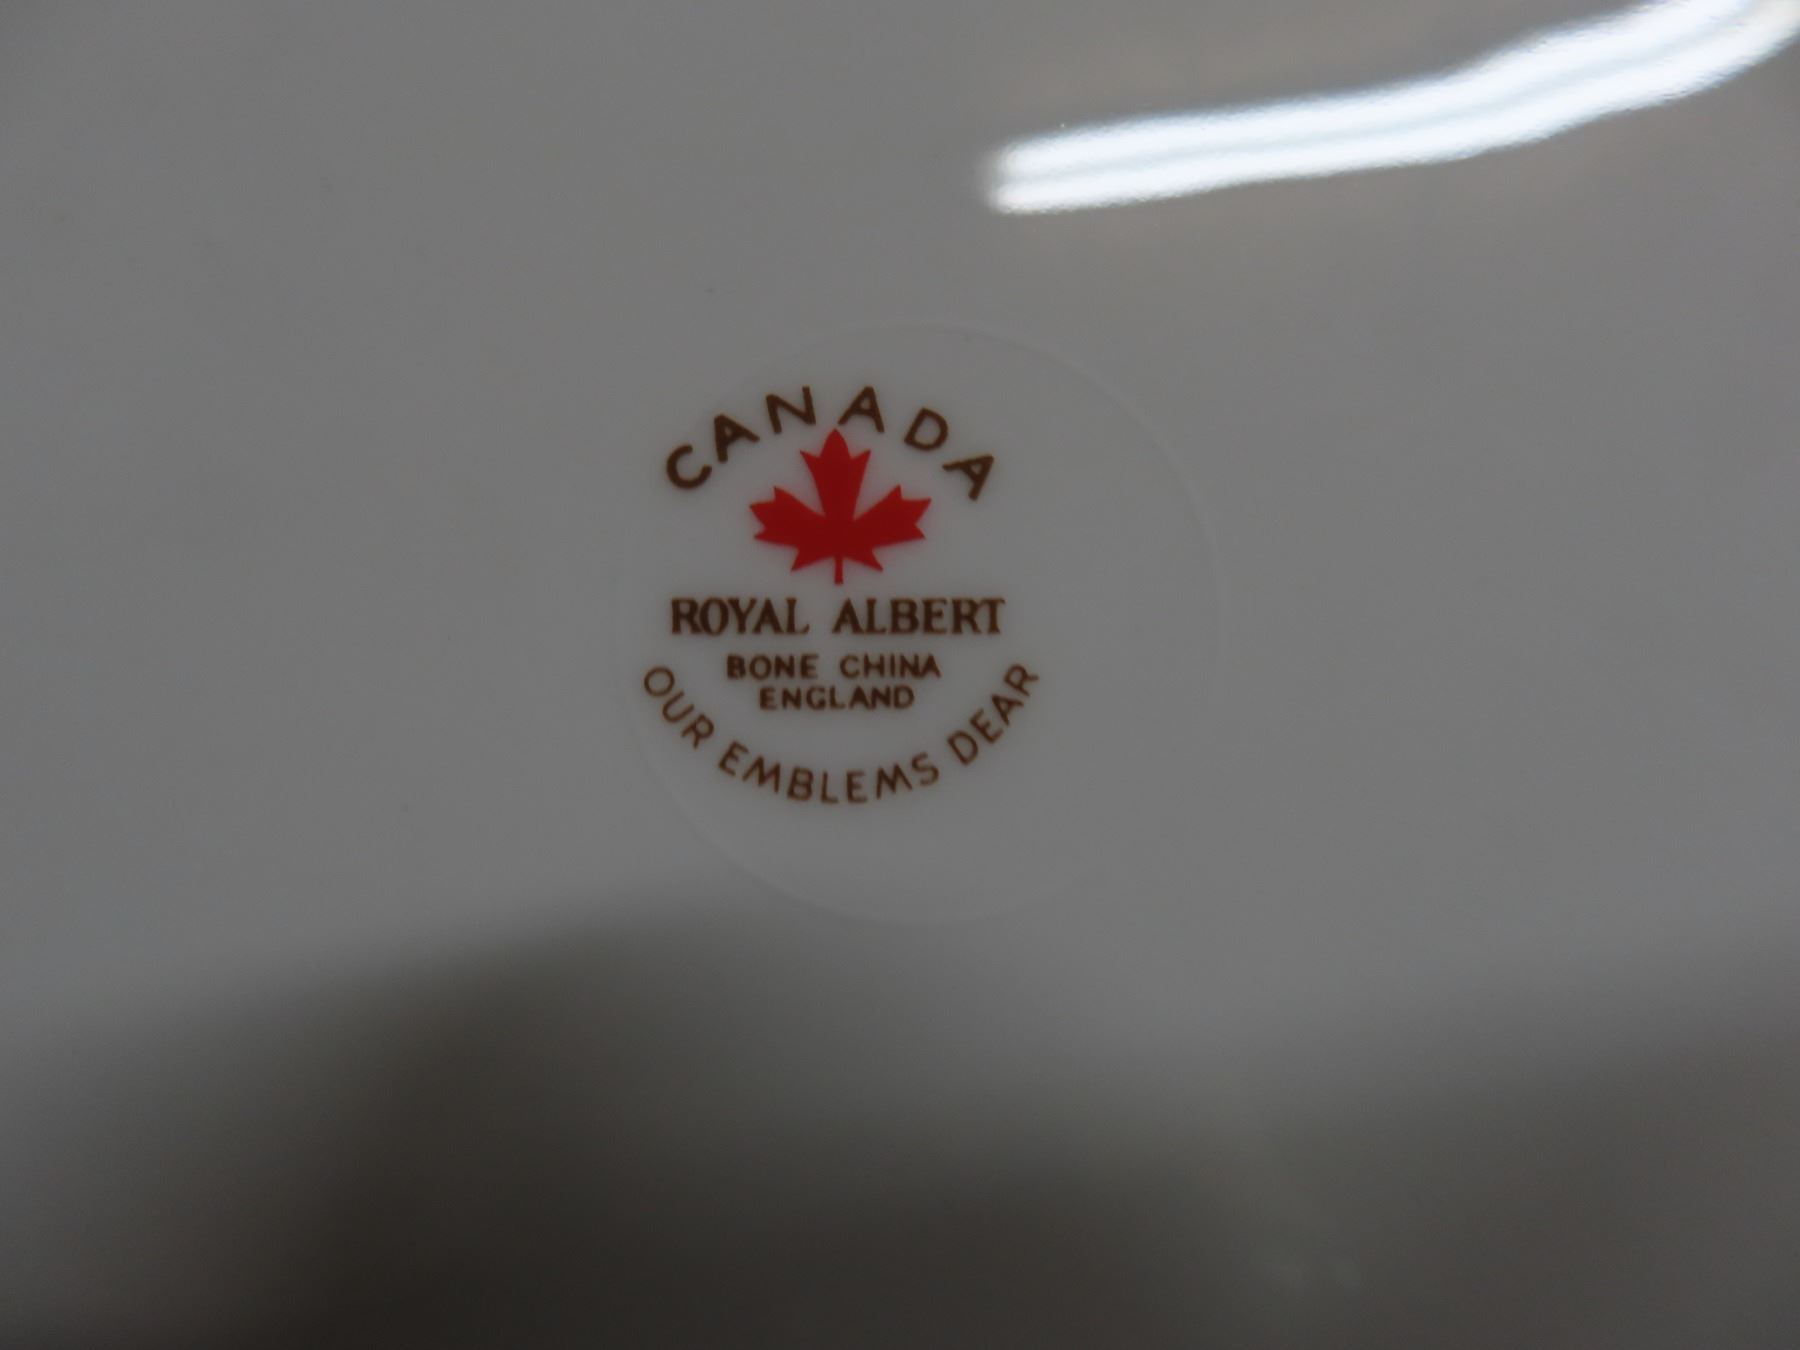 CANADA
ROYAL ALBERT
BONE CHINA
ENGLAND
OUR EMBLEMS DEAR